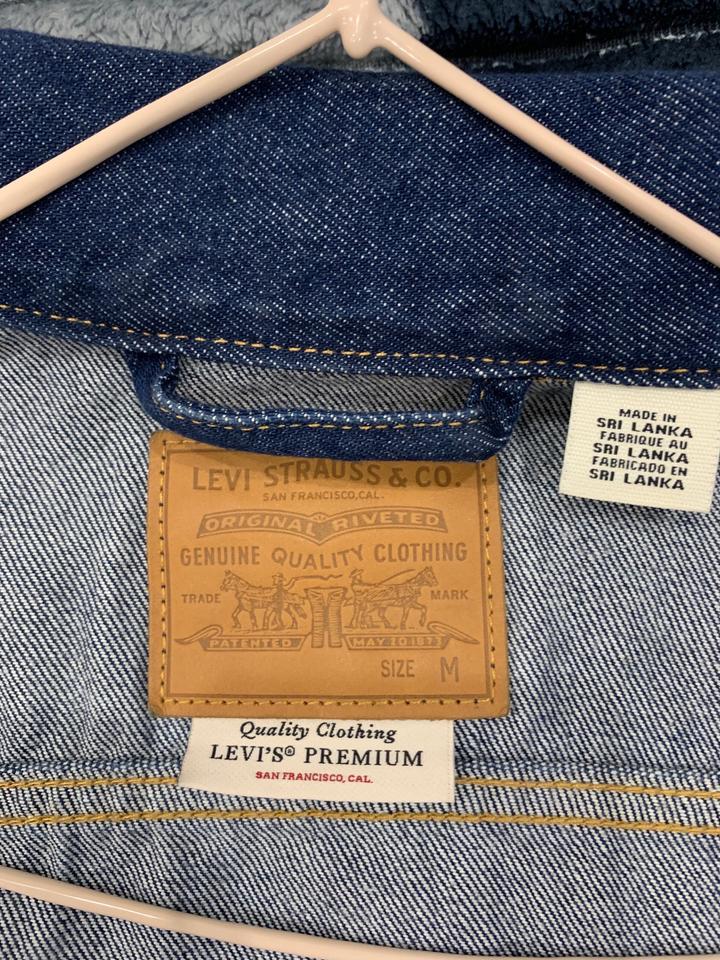 LEVI STRAUSS & CO.
SAN FRANCISCO, CAL.
ORIGINAL RIVETED
GENUINE QUALITY CLOTHING
TRADE MARK
PATENTED MAY 20 1873
SIZE M
Quality Clothing
LEVI'S® PREMIUM
SAN FRANCISCO, CAL.
MADE IN
SRI LANKA
FABRIQUE AU
SRI LANKA
FABRICADO EN
SRI LANKA